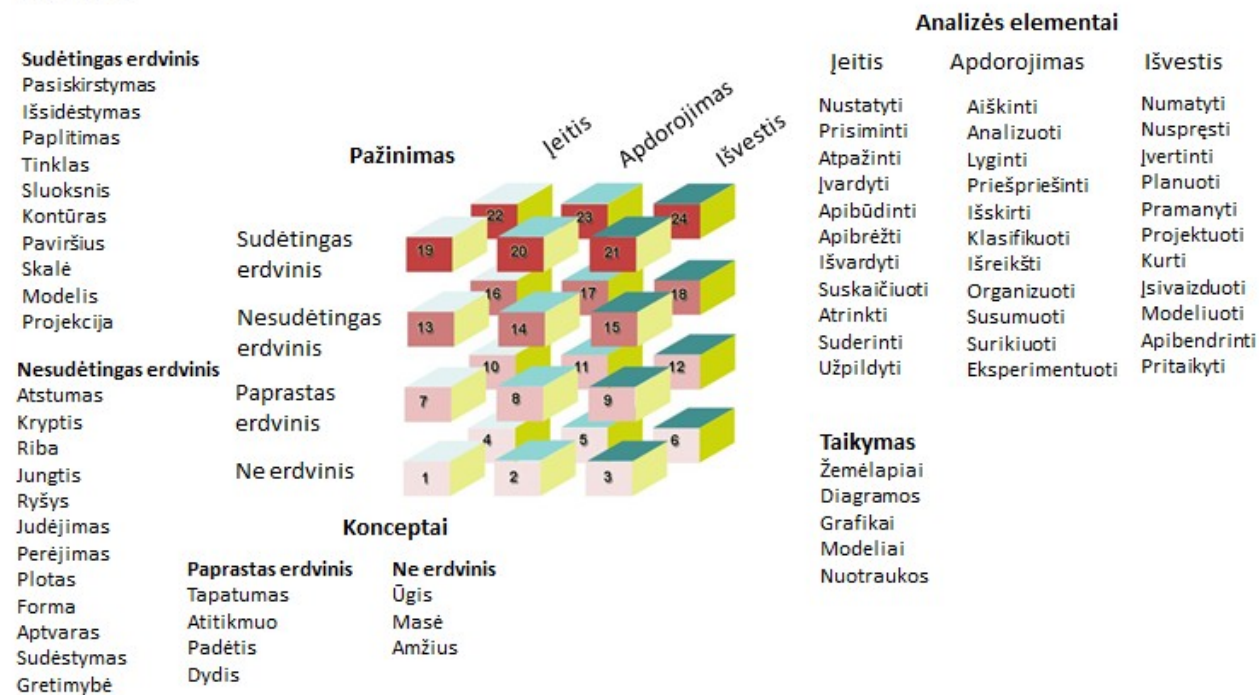 Sudėtingas erdvinis
Pasiskirstymas
Išsidėstymas
Paplitimas
Tinklas
Sluoksnis
Kontūras
Paviršius
Skalė
Modelis
Projekcija
Nesudėtingas erdvinis
Atstumas
Kryptis
Riba
Jungtis
Ryšys
Judėjimas
Perėjimas
Plotas
Forma
Aptvaras
Sudėstymas
Gretimybė
Pažinimas
Įeitis
Apdorojimas
Išvestis
Sudėtingas
erdvinis
Nesudėtingas
erdvinis
Paprastas
erdvinis
Ne erdvinis
22 23 24
19 20 21
16 17 18
13 14 15
10 11 12
7 8 9
4 5 6
1 2 3
Konceptai
Paprastas erdvinis
Tapatumas
Atitikmuo
Padėtis
Dydis
Ne erdvinis
Ūgis
Masė
Amžius
Analizės elementai
Įeitis
Nustatyti
Prisiminti
Atpažinti
Įvardyti
Apibūdinti
Apibrėžti
Išvardyti
Suskaičiuoti
Atrinkti
Suderinti
Užpildyti
Apdorojimas
Aiškinti
Analizuoti
Lyginti
Priešpriešinti
Išskirti
Klasifikuoti
Išreikšti
Organizuoti
Susumuoti
Surikiuoti
Eksperimentuoti
Išvestis
Numatyti
Nuspręsti
Įvertinti
Planuoti
Pramanyti
Projektuoti
Kurti
Įsivaizduoti
Modeliuoti
Apibendrinti
Pritaikyti
Taikymas
Žemėlapiai
Diagramos
Grafikai
Modeliai
Nuotraukos